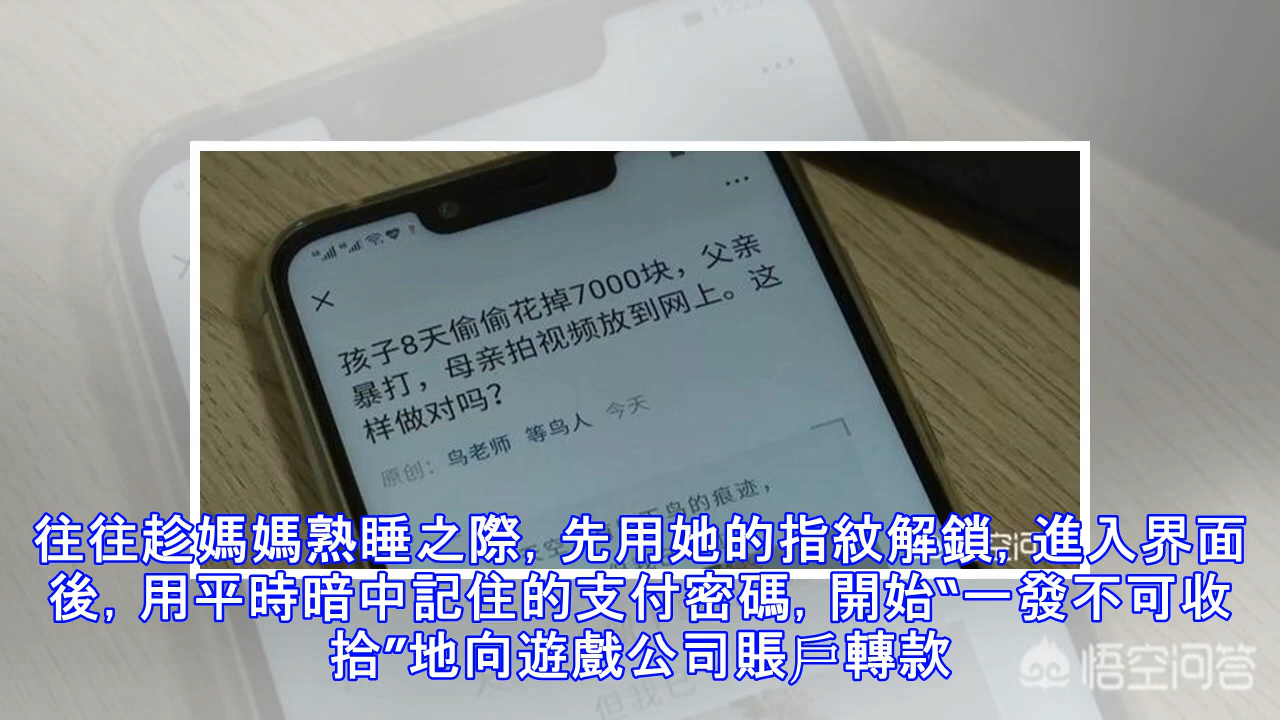 孩子8天偷偷花掉7000块，父亲
暴打，母亲拍视频放到网上。这
样做对吗？
原创：鸟老师 等鸟人 今天
往往趁媽媽熟睡之際, 先用她的指紋解鎖, 進入界面
後, 用平時暗中記住的支付密碼, 開始“一發不可收
拾”地向遊戲公司賬戶轉款
悟空问答